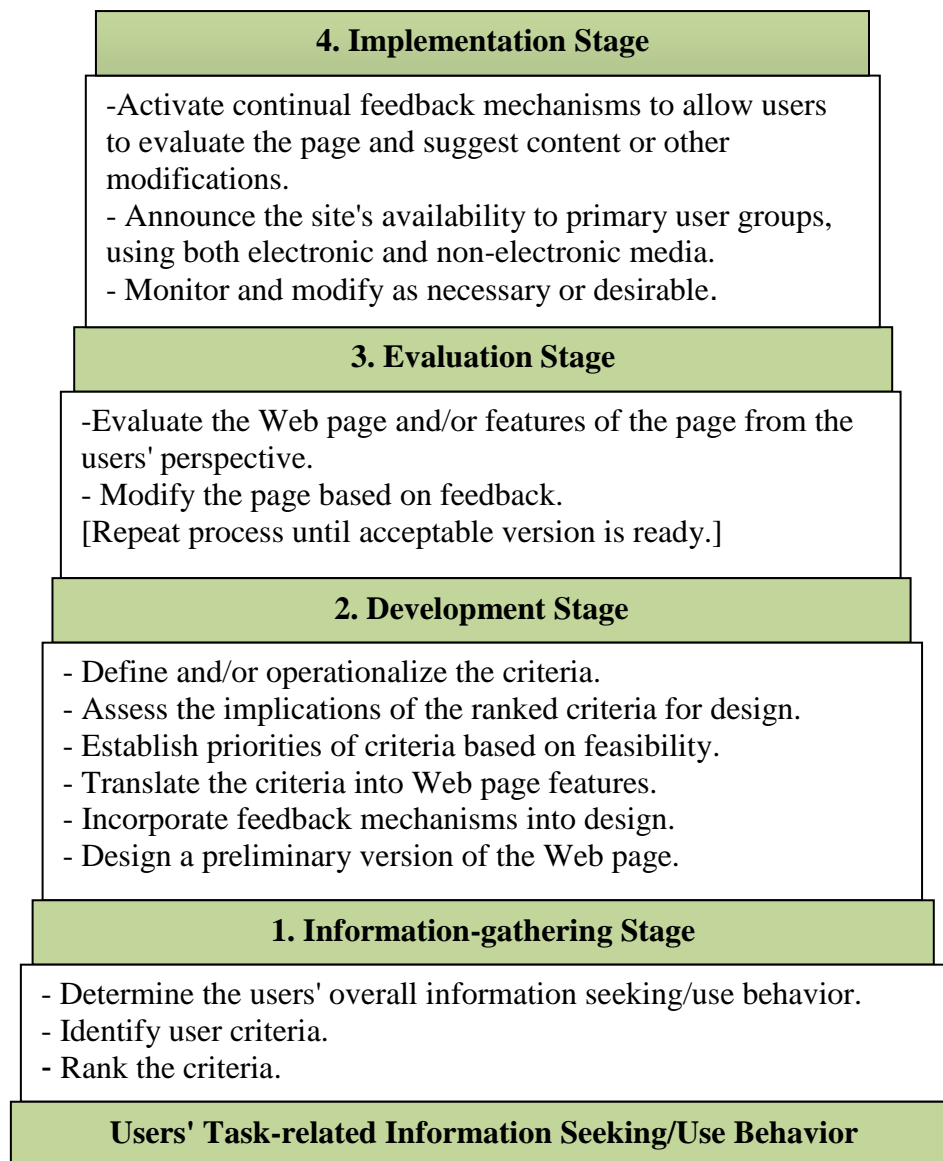 4. Implementation Stage
-Activate continual feedback mechanisms to allow users
to evaluate the page and suggest content or other
modifications.
- Announce the site's availability to primary user groups,
using both electronic and non-electronic media.
- Monitor and modify as necessary or desirable.
3. Evaluation Stage
-Evaluate the Web page and/or features of the page from the
users' perspective.
- Modify the page based on feedback.
[Repeat process until acceptable version is ready.]
2. Development Stage
- Define and/or operationalize the criteria.
- Assess the implications of the ranked criteria for design.
- Establish priorities of criteria based on feasibility.
- Translate the criteria into Web page features.
- Incorporate feedback mechanisms into design.
- Design a preliminary version of the Web page.
1. Information-gathering Stage
- Determine the users' overall information seeking/use behavior.
- Identify user criteria.
- Rank the criteria.
Users' Task-related Information Seeking/Use Behavior